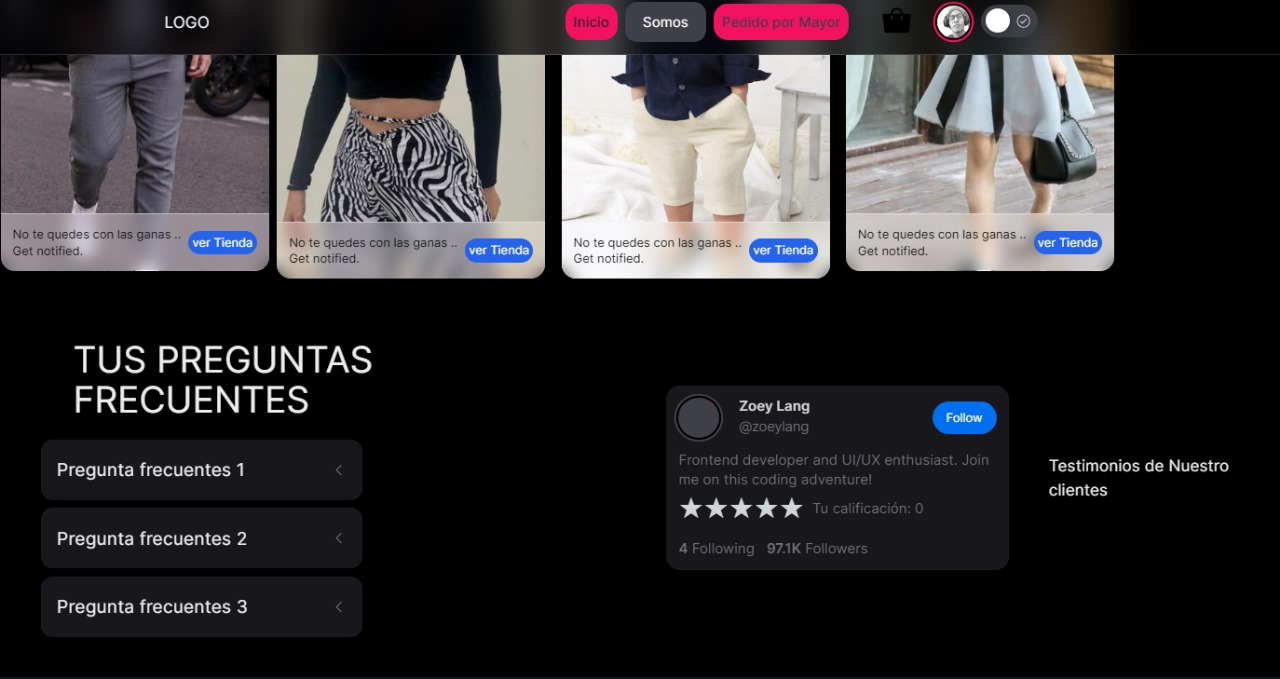 LOGO
Inicio
Somos
Pedido por Mayor
No te quedes con las ganas ..
Get notified.
ver Tienda
No te quedes con las ganas ..
Get notified.
ver Tienda
No te quedes con las ganas ..
Get notified.
ver Tienda
No te quedes con las ganas ..
Get notified.
ver Tienda
TUS PREGUNTAS
FRECUENTES
Pregunta frecuentes 1
Pregunta frecuentes 2
Pregunta frecuentes 3
Zoey Lang
@zoeylang
Follow
Frontend developer and UI/UX enthusiast. Join
me on this coding adventure!
Tu calificación: 0
4 Following 97.1K Followers
Testimonios de Nuestro
clientes